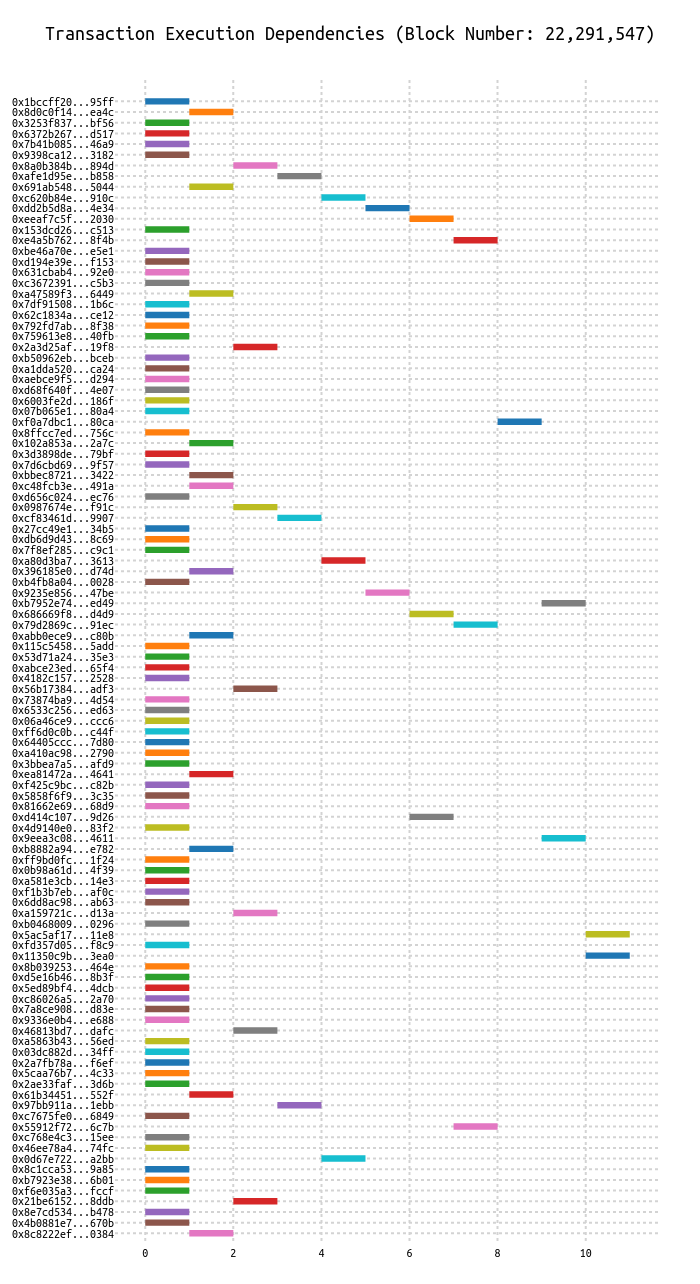 Transaction Execution Dependencies (Block Number: 22,291,547)
0x1bccff20...95ff
0x8d0c0f14...ea4c
0x3253f837...bf56
0x6372b267...d517
0x7b41b085...46a9
0x9398ca12...3182
0x8a0b384b...894d
0xafe1d95e...b858
0x691ab548...5044
0xc620b84e...910c
0xdd2b5d8a...4e34
0xeeaf7c5f...2030
0x153dcd26...c513
0xe4a5b762...8f4b
0xbe46a70e...e5e1
0xd194e39e...f153
0x631cbab4...92e0
0xc3672391...c5b3
0xa47589f3...6449
0x7df91508...1b6c
0x62c1834a...ce12
0x792fd7ab...8f38
0x759613e8...40fb
0x2a3d25af...19f8
0xb50962eb...bceb
0xa1dda520...ca24
0xaebce9f5...d294
0xd68f640f...4e07
0x6003fe2d...186f
0x07b065e1...80a4
0xf0a7dbc1...80ca
0x8ffcc7ed...756c
0x102a853a...2a7c
0x3d3898de...79bf
0x7d6cbd69...9f57
0xbbec8721...3422
0xc48fcb3e...491a
0xd656c024...ec76
0x0987674e...f91c
0xcf83461d...9907
0x27cc49e1...34b5
0xdb6d9d43...8c69
0x7f8ef285...c9c1
0xa80d3ba7...3613
0x396185e0...d74d
0xb4fb8a04...0028
0x9235e856...47be
0xb7952e74...ed49
0x686669f8...d4d9
0x79d2869c...91ec
0xabb0ece9...c80b
0x115c5458...5add
0x53d71a24...35e3
0xabce23ed...65f4
0x4182c157...2528
0x56b17384...adf3
0x73874ba9...4d54
0x6533c256...ed63
0x06a46ce9...ccc6
0xff6d0c0b...c44f
0x64405ccc...7d80
0xa410ac98...2790
0x3bbea7a5...afd9
0xea81472a...4641
0xf425c9bc...c82b
0x5858f6f9...3c35
0x81662e69...68d9
0xd414c107...9d26
0x4d9140e0...83f2
0x9eea3c08...4611
0xb8882a94...e782
0xff9bd0fc...1f24
0x0b98a61d...4f39
0xa581e3cb...14e3
0xf1b3b7eb...af0c
0x6dd8ac98...ab63
0xa159721c...d13a
0xb0468009...0296
0x5ac5af17...11e8
0xfd357d05...f8c9
0x11350c9b...3ea0
0x8b039253...464e
0xd5e16b46...8b3f
0x5ed89bf4...4dcb
0xc86026a5...2a70
0x7a8ce908...d83e
0x9336e0b4...e688
0x46813bd7...dafc
0xa5863b43...56ed
0x03dc882d...34ff
0x2a7fb78a...f6ef
0x5caa76b7...4c33
0x2ae33faf...3d6b
0x61b34451...552f
0x97bb911a...1ebb
0xc7675fe0...6849
0x55912f72...6c7b
0xc768e4c3...15ee
0x46ee78a4...74fc
0x0d67e722...a2bb
0x8c1cca53...9a85
0xb7923e38...6b01
0xf6e035a3...fccf
0x21be6152...8ddb
0x8e7cd534...b478
0x4b0881e7...670b
0x8c8222ef...0384
0 2 4 6 8 10